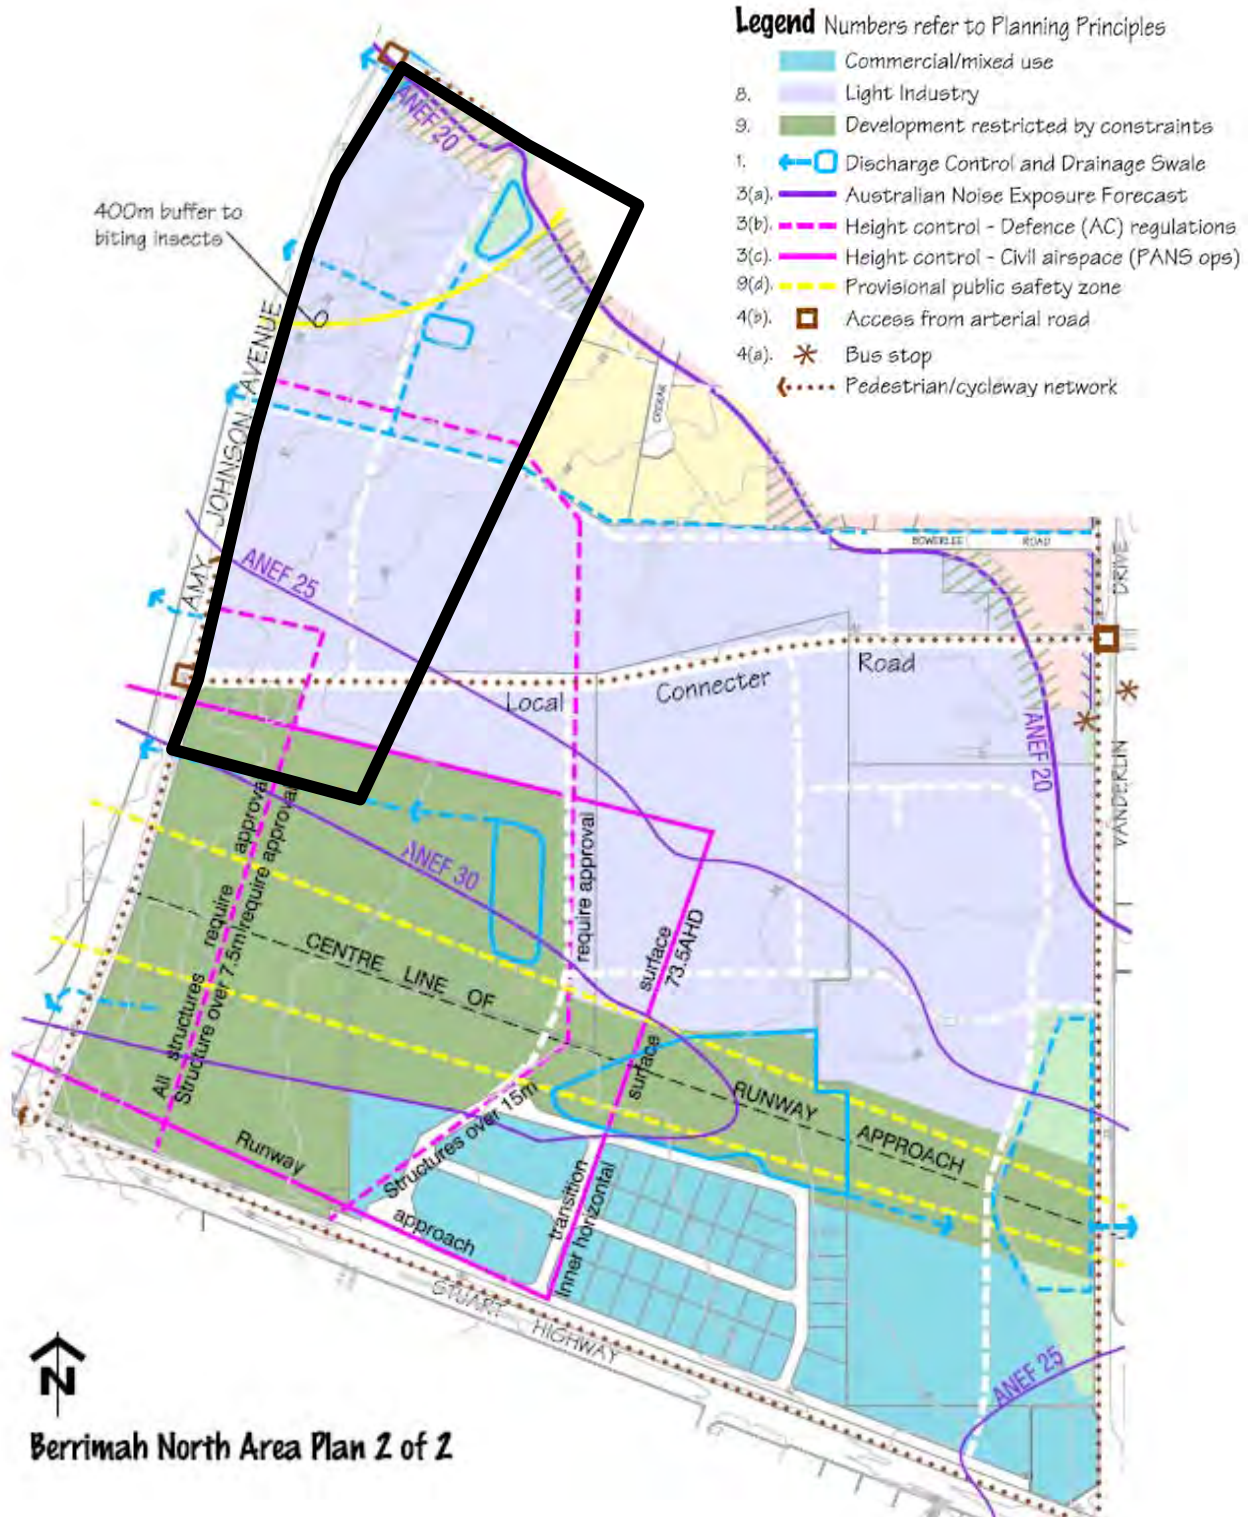 Legend Numbers refer to Planning Principles
Commercial/mixed use
8. Light Industry
9. Development restricted by constraints
1. Discharge Control and Drainage Swale
3(a). Australian Noise Exposure Forecast
3(b). Height control - Defence (AC) regulations
3(c). Height control - Civil airspace (PANS ops)
9(d). Provisional public safety zone
4(b). Access from arterial road
4(a). Bus stop
Pedestrian/cycleway network
ANEF 20
400m buffer to
biting insects
AMY JOHNSON AVENUE
BOWERLEE ROAD
VANDERLIN DRIVE
ANEF 25
Local Connecter Road
ANEF 20
All structures require approval
Structure over 7.5m require approval
require approval
ANEF 30
surface
73.5AHD
CENTRE LINE OF
RUNWAY APPROACH
surface
Structures over 15m
Runway
approach
transition
Inner horizontal
STUART HIGHWAY
ANEF 25
N
Berrimah North Area Plan 2 of 2